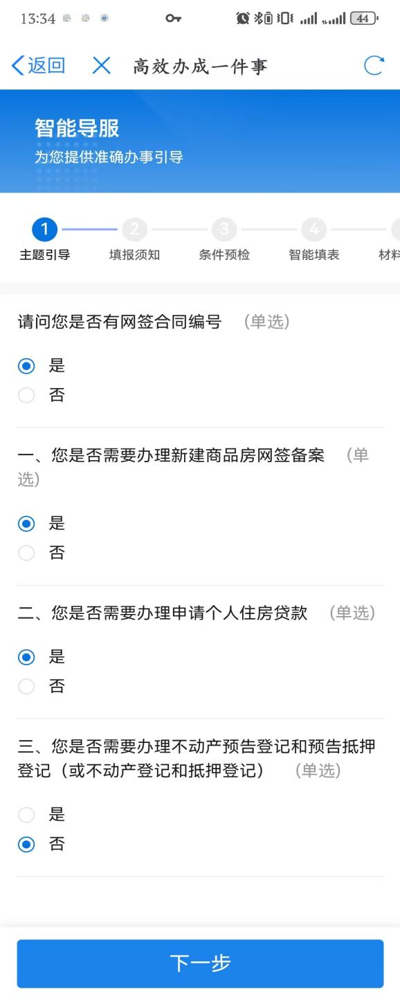 13:34
44
返回
高效办成一件事
智能导服
为您提供准确办事引导
1
2
3
4
主题引导
填报须知
条件预检
智能填表
材料
请问您是否有网签合同编号 (单选)
是
否
一、您是否需要办理新建商品房网签备案 (单
选)
是
否
二、您是否需要办理申请个人住房贷款 (单选)
是
否
三、您是否需要办理不动产预告登记和预告抵押
登记（或不动产登记和抵押登记） (单选)
是
否
下一步